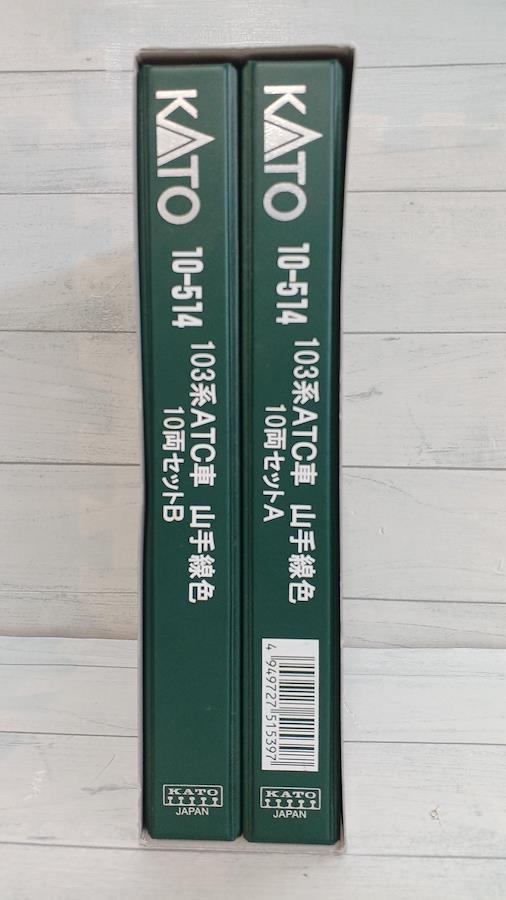 KATO
10-514
103系ATC車 山手線色
10両セットA
4 949727 515397
KATO
JAPAN
KATO
10-514
103系ATC車 山手線色
10両セットB
KATO
JAPAN